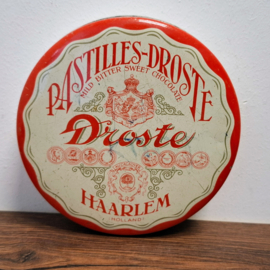 PASTILLES-DROSTE
MILD BITTER SWEET CHOCOLATE
Droste
HAARLEM
HOLLAND